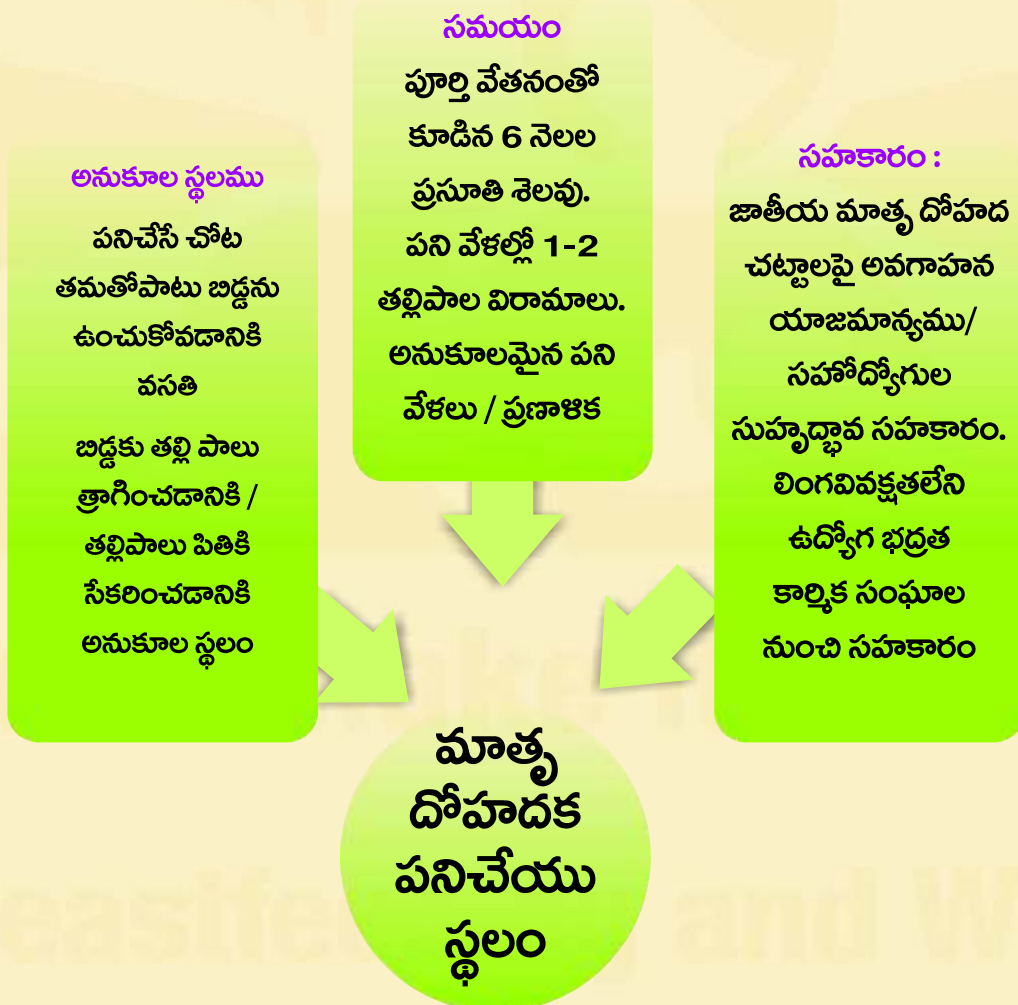 సమయం
పూర్తి వేతనంతో
కూడిన 6 నెలల
ప్రసూతి శెలవు.
పని వేళల్లో 1-2
తల్లిపాల విరామాలు.
అనుకూలమైన పని
వేళలు / ప్రణాళిక
అనుకూల స్థలము
పనిచేసే చోట
తమతోపాటు బిడ్డను
ఉంచుకోవడానికి
వసతి
బిడ్డకు తల్లి పాలు
త్రాగించడానికి /
తల్లిపాలు పితికి
సేకరించడానికి
అనుకూల స్థలం
సహకారం :
జాతీయ మాతృ దోహద
చట్టాలపై అవగాహన
యాజమాన్యము/
సహోద్యోగుల
సుహృద్భావ సహకారం.
లింగవివక్షతలేని
ఉద్యోగ భద్రత
కార్మిక సంఘాల
నుంచి సహకారం
మాతృ
దోహదక
పనిచేయు
స్థలం
and W